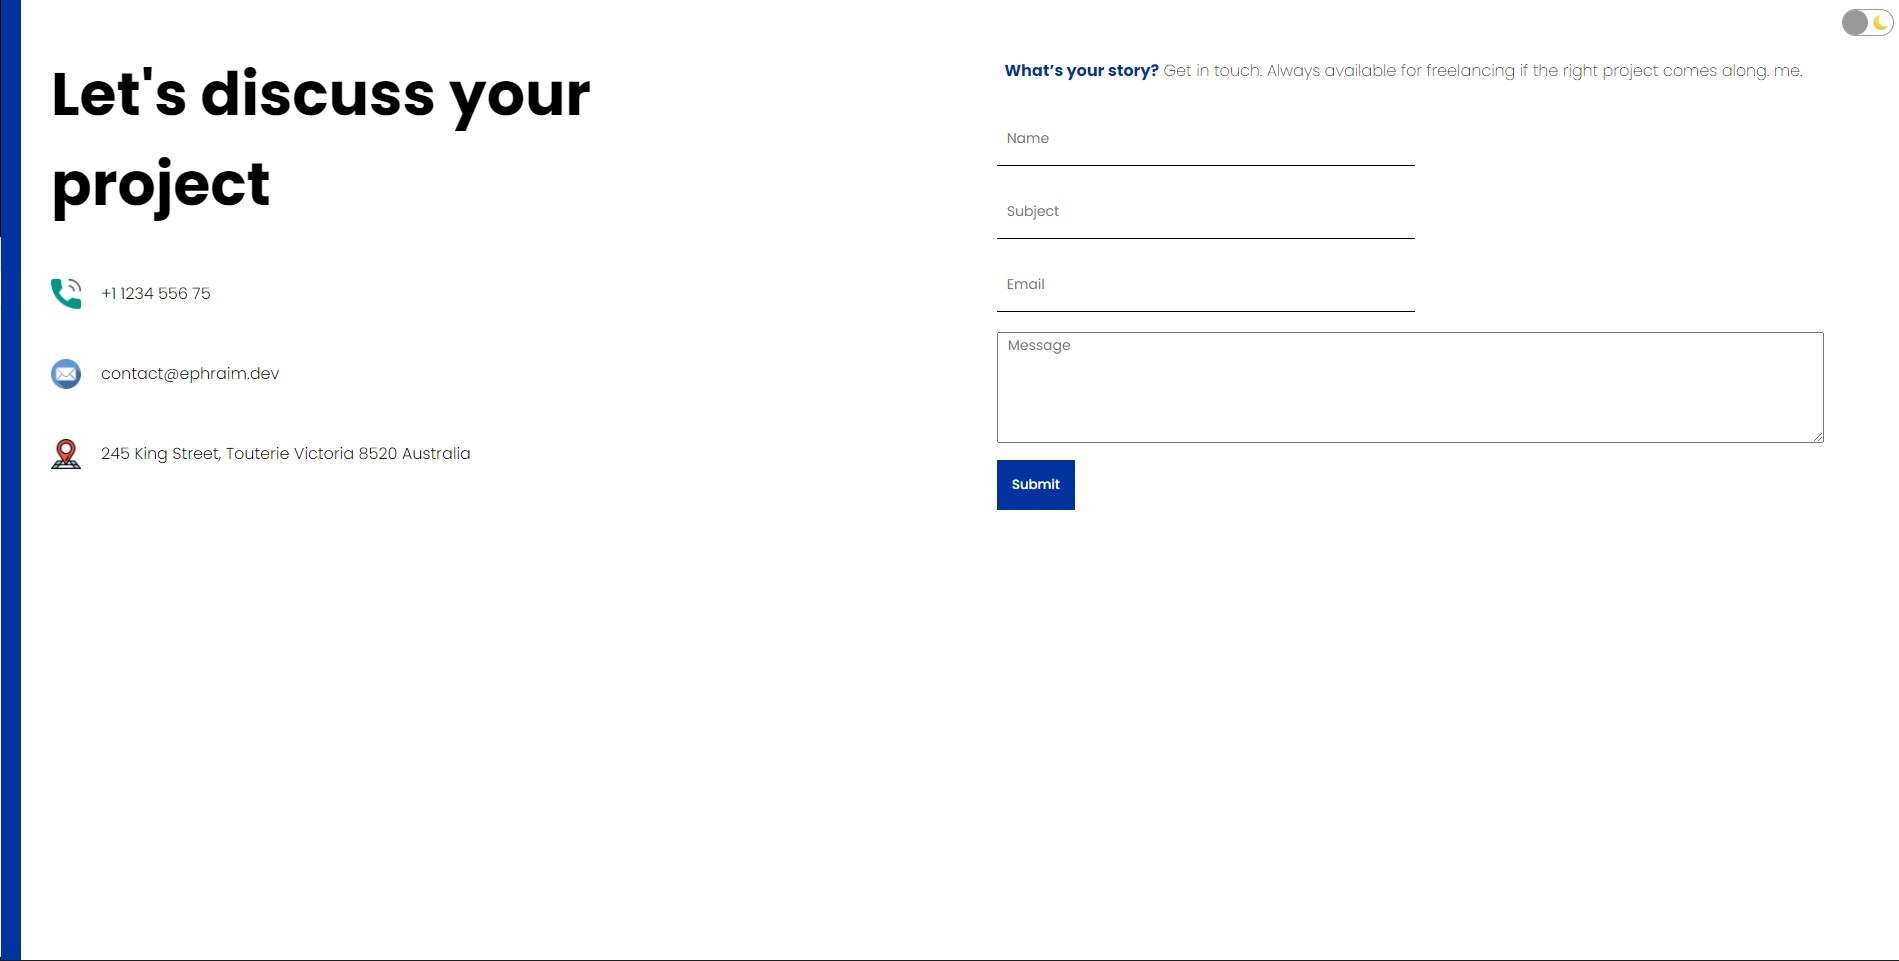 Let's discuss your
project
+1 1234 556 75
contact@ephraim.dev
245 King Street, Touterie Victoria 8520 Australia
What’s your story? Get in touch. Always available for freelancing if the right project comes along. me.
Name
Subject
Email
Message
Submit